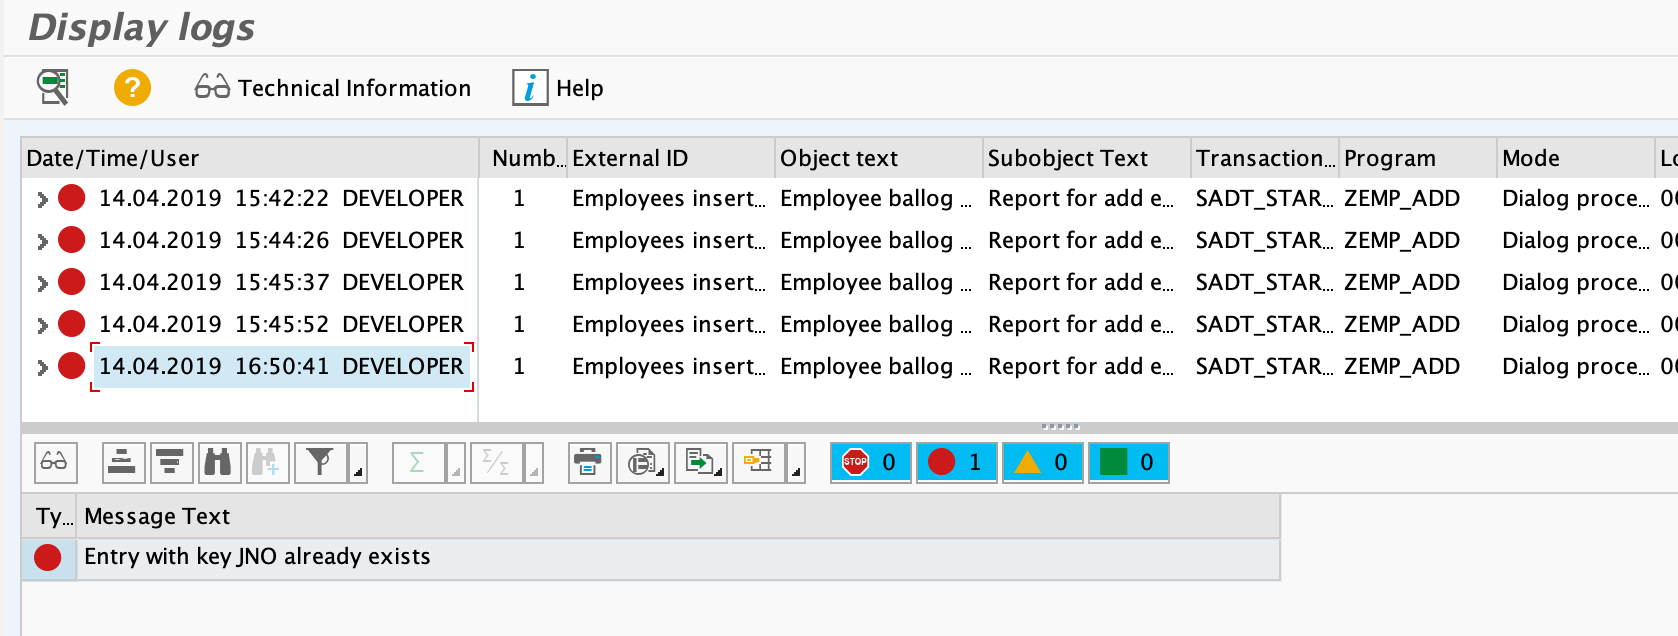 Display logs
? Technical Information i Help
Date/Time/User Numb... External ID Object text Subobject Text Transaction... Program Mode Lo
14.04.2019 15:42:22 DEVELOPER 1 Employees insert... Employee ballog ... Report for add e... SADT_STAR... ZEMP_ADD Dialog proce... 00
14.04.2019 15:44:26 DEVELOPER 1 Employees insert... Employee ballog ... Report for add e... SADT_STAR... ZEMP_ADD Dialog proce... 00
14.04.2019 15:45:37 DEVELOPER 1 Employees insert... Employee ballog ... Report for add e... SADT_STAR... ZEMP_ADD Dialog proce... 00
14.04.2019 15:45:52 DEVELOPER 1 Employees insert... Employee ballog ... Report for add e... SADT_STAR... ZEMP_ADD Dialog proce... 00
14.04.2019 16:50:41 DEVELOPER 1 Employees insert... Employee ballog ... Report for add e... SADT_STAR... ZEMP_ADD Dialog proce... 00
Σ Σ/Σ STOP 0 1 0 0
Ty... Message Text
Entry with key JNO already exists